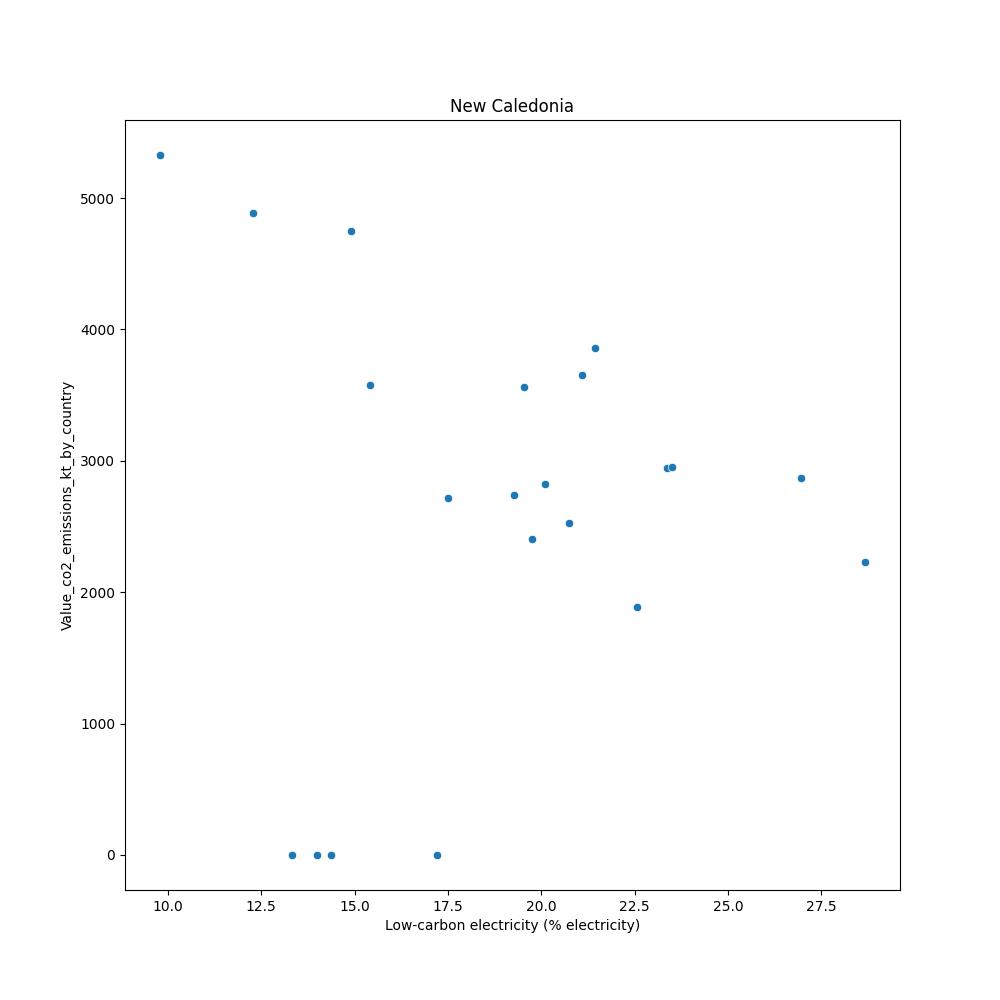 New Caledonia
5000
4000
3000
2000
1000
0
Value_co2_emissions_kt_by_country
10.0 12.5 15.0 17.5 20.0 22.5 25.0 27.5
Low-carbon electricity (% electricity)